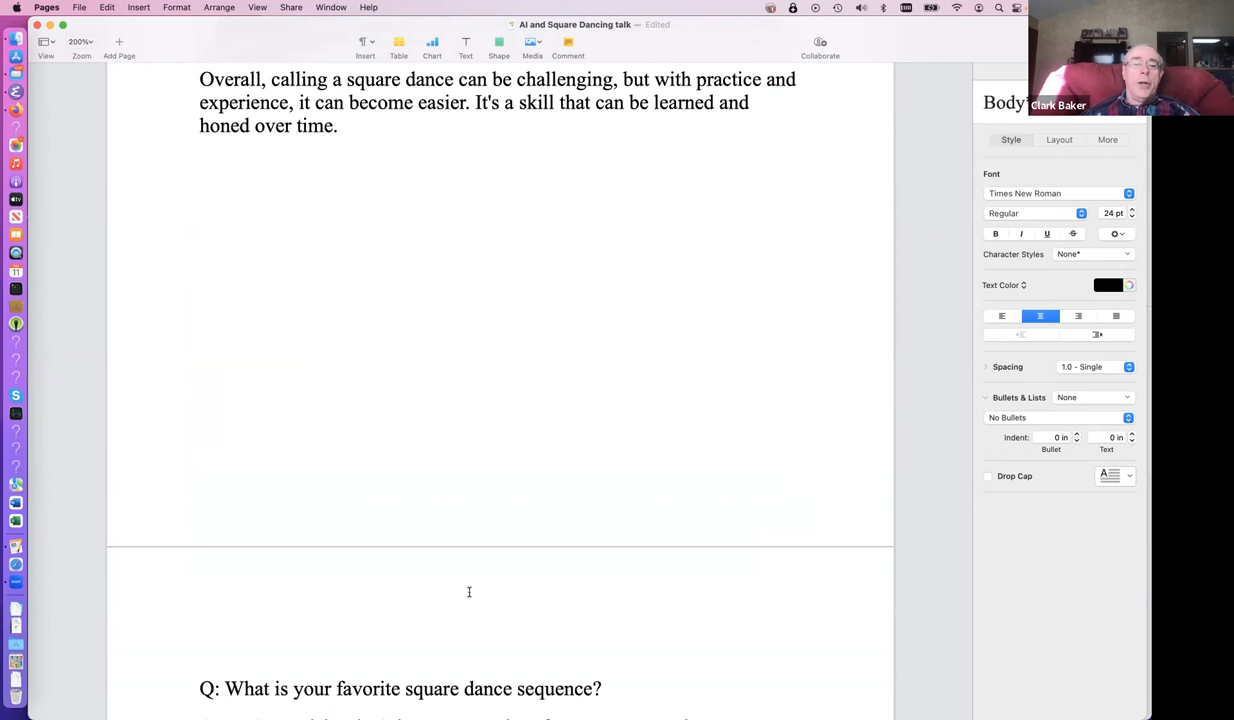 Pages File Edit Insert Format Arrange View Share Window Help
AI and Square Dancing talk — Edited
200%
View Zoom Add Page Insert Table Chart Text Shape Media Comment Collaborate
Overall, calling a square dance can be challenging, but with practice and
experience, it can become easier. It's a skill that can be learned and
honed over time.
Q: What is your favorite square dance sequence?
Clark Baker
Body
Style Layout More
Font
Times New Roman
Regular 24 pt
B I U S
Character Styles None*
Text Color
Spacing 1.0 - Single
Bullets & Lists None
No Bullets
Indent: 0 in 0 in
Bullet Text
Drop Cap